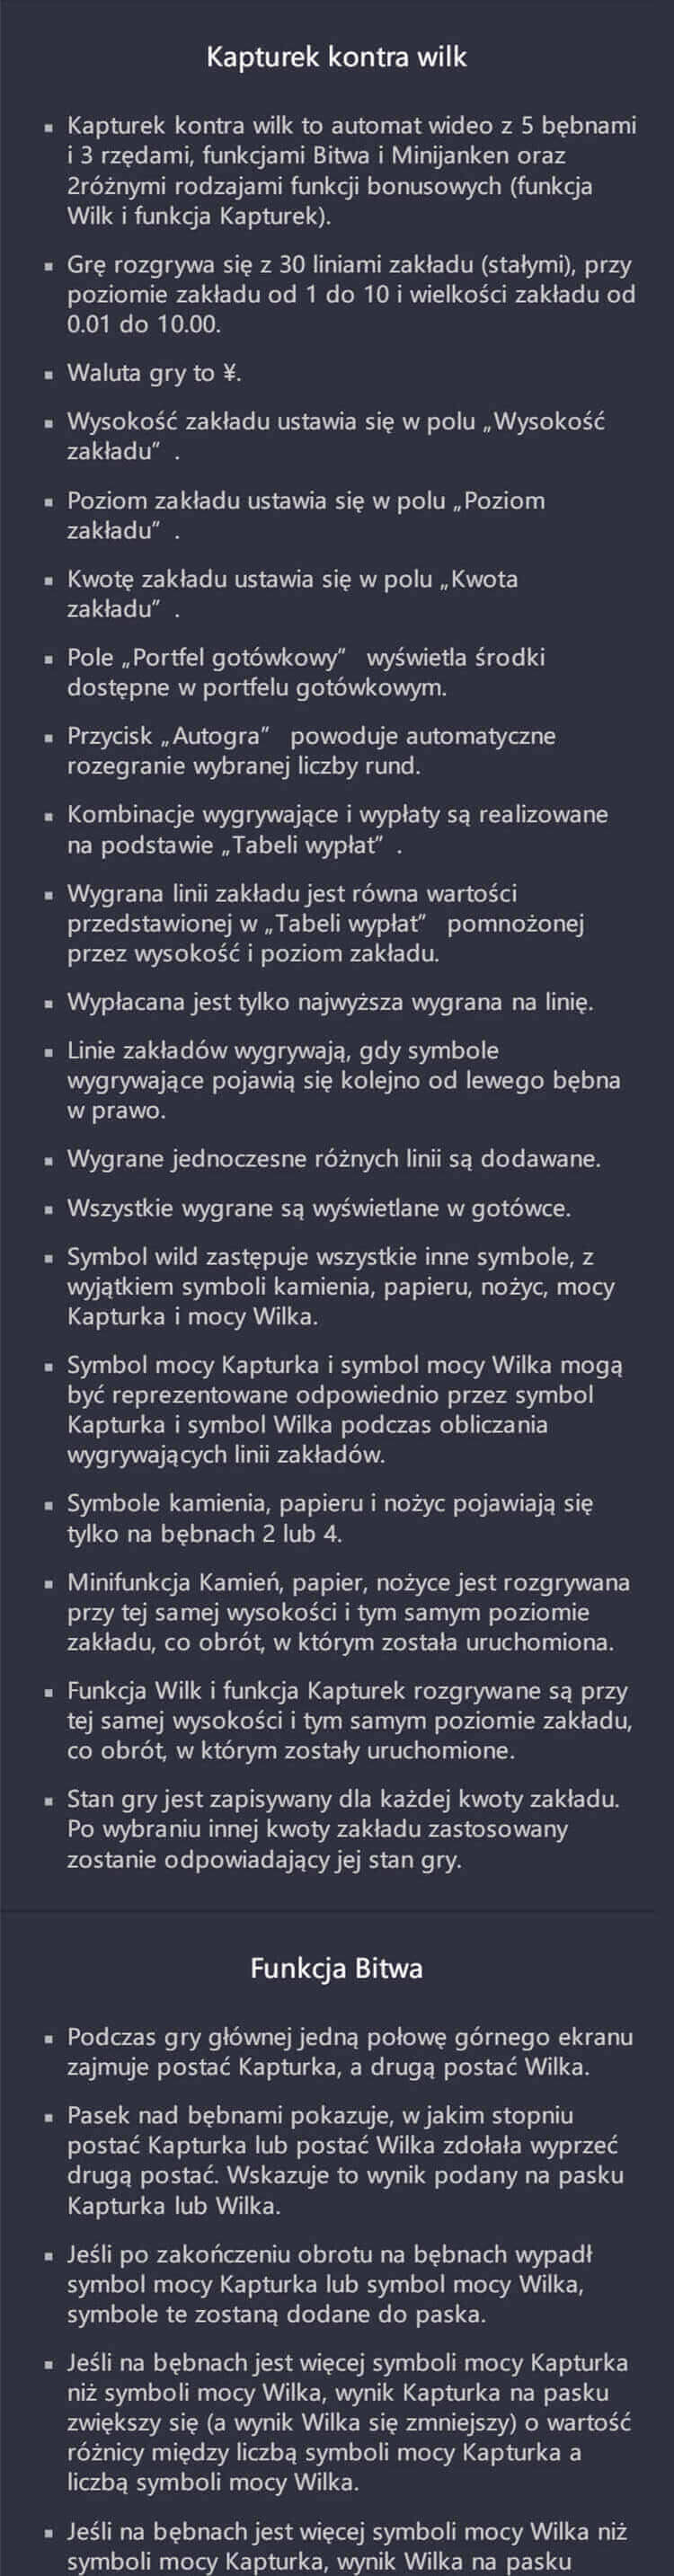 Kapturek kontra wilk
▪ Kapturek kontra wilk to automat wideo z 5 bębnami
i 3 rzędami, funkcjami Bitwa i Minijanken oraz
2różnymi rodzajami funkcji bonusowych (funkcja
Wilk i funkcja Kapturek).
▪ Grę rozgrywa się z 30 liniami zakładu (stałymi), przy
poziomie zakładu od 1 do 10 i wielkości zakładu od
0.01 do 10.00.
▪ Waluta gry to ¥.
▪ Wysokość zakładu ustawia się w polu „Wysokość
zakładu” .
▪ Poziom zakładu ustawia się w polu „Poziom
zakładu” .
▪ Kwotę zakładu ustawia się w polu „Kwota
zakładu” .
▪ Pole „Portfel gotówkowy” wyświetla środki
dostępne w portfelu gotówkowym.
▪ Przycisk „Autogra” powoduje automatyczne
rozegranie wybranej liczby rund.
▪ Kombinacje wygrywające i wypłaty są realizowane
na podstawie „Tabeli wypłat” .
▪ Wygrana linii zakładu jest równa wartości
przedstawionej w „Tabeli wypłat” pomnożonej
przez wysokość i poziom zakładu.
▪ Wypłacana jest tylko najwyższa wygrana na linię.
▪ Linie zakładów wygrywają, gdy symbole
wygrywające pojawią się kolejno od lewego bębna
w prawo.
▪ Wygrane jednoczesne różnych linii są dodawane.
▪ Wszystkie wygrane są wyświetlane w gotówce.
▪ Symbol wild zastępuje wszystkie inne symbole, z
wyjątkiem symboli kamienia, papieru, nożyc, mocy
Kapturka i mocy Wilka.
▪ Symbol mocy Kapturka i symbol mocy Wilka mogą
być reprezentowane odpowiednio przez symbol
Kapturka i symbol Wilka podczas obliczania
wygrywających linii zakładów.
▪ Symbole kamienia, papieru i nożyc pojawiają się
tylko na bębnach 2 lub 4.
▪ Minifunkcja Kamień, papier, nożyce jest rozgrywana
przy tej samej wysokości i tym samym poziomie
zakładu, co obrót, w którym została uruchomiona.
▪ Funkcja Wilk i funkcja Kapturek rozgrywane są przy
tej samej wysokości i tym samym poziomie zakładu,
co obrót, w którym zostały uruchomione.
▪ Stan gry jest zapisywany dla każdej kwoty zakładu.
Po wybraniu innej kwoty zakładu zastosowany
zostanie odpowiadający jej stan gry.
Funkcja Bitwa
▪ Podczas gry głównej jedną połowę górnego ekranu
zajmuje postać Kapturka, a drugą postać Wilka.
▪ Pasek nad bębnami pokazuje, w jakim stopniu
postać Kapturka lub postać Wilka zdołała wyprzeć
drugą postać. Wskazuje to wynik podany na pasku
Kapturka lub Wilka.
▪ Jeśli po zakończeniu obrotu na bębnach wypadł
symbol mocy Kapturka lub symbol mocy Wilka,
symbole te zostaną dodane do paska.
▪ Jeśli na bębnach jest więcej symboli mocy Kapturka
niż symboli mocy Wilka, wynik Kapturka na pasku
zwiększy się (a wynik Wilka się zmniejszy) o wartość
różnicy między liczbą symboli mocy Kapturka a
liczbą symboli mocy Wilka.
▪ Jeśli na bębnach jest więcej symboli mocy Wilka niż
symboli mocy Kapturka, wynik Wilka na pasku